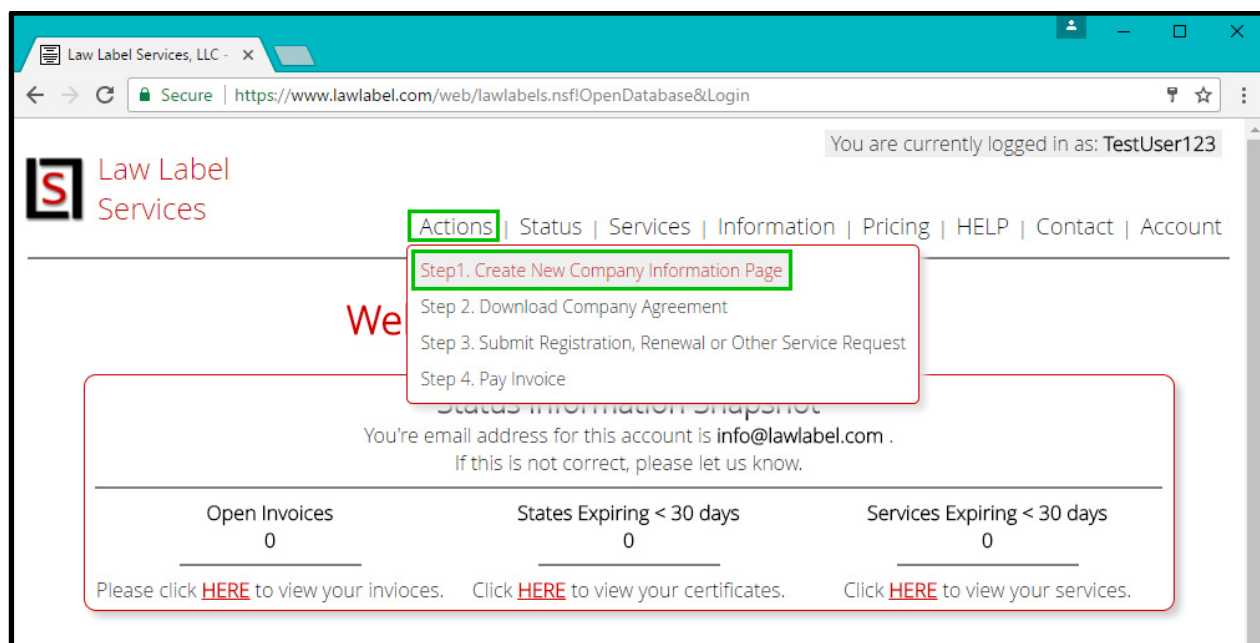 Law Label Services, LLC -
Secure | https://www.lawlabel.com/web/lawlabels.nsf!OpenDatabase&Login
You are currently logged in as: TestUser123
LS
Law Label
Services
Actions | Status | Services | Information | Pricing | HELP | Contact | Account
Step1. Create New Company Information Page
Step 2. Download Company Agreement
Wel
Step 3. Submit Registration, Renewal or Other Service Request
Step 4. Pay Invoice
Status Information Snapshot
You're email address for this account is info@lawlabel.com .
If this is not correct, please let us know.
Open Invoices
0
States Expiring < 30 days
0
Services Expiring < 30 days
0
Please click HERE to view your invioces.
Click HERE to view your certificates.
Click HERE to view your services.